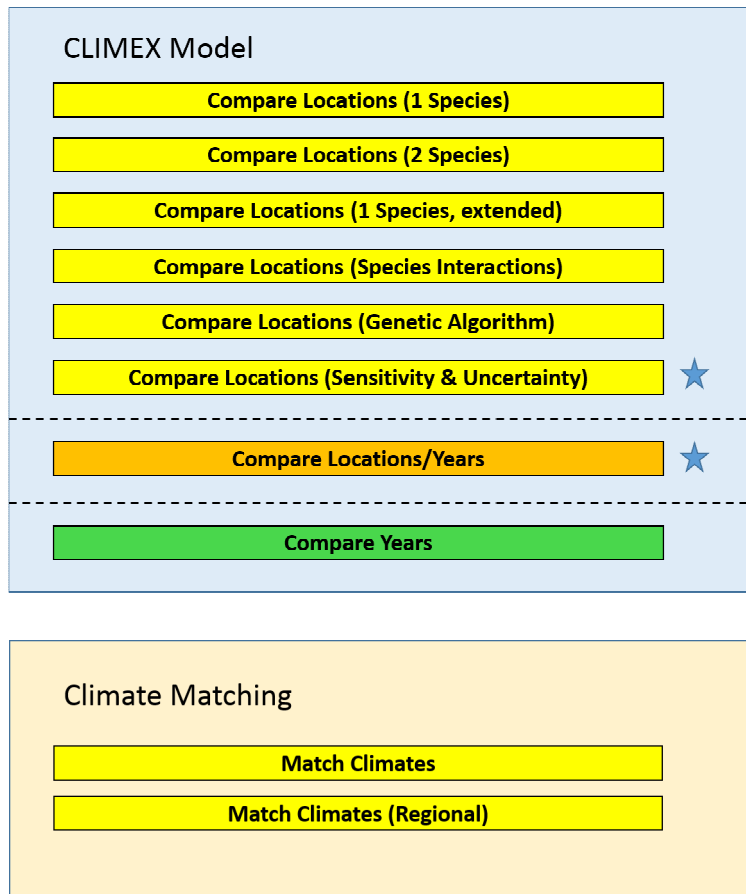 CLIMEX Model
Compare Locations (1 Species)
Compare Locations (2 Species)
Compare Locations (1 Species, extended)
Compare Locations (Species Interactions)
Compare Locations (Genetic Algorithm)
Compare Locations (Sensitivity & Uncertainty)
Compare Locations/Years
Compare Years
Climate Matching
Match Climates
Match Climates (Regional)